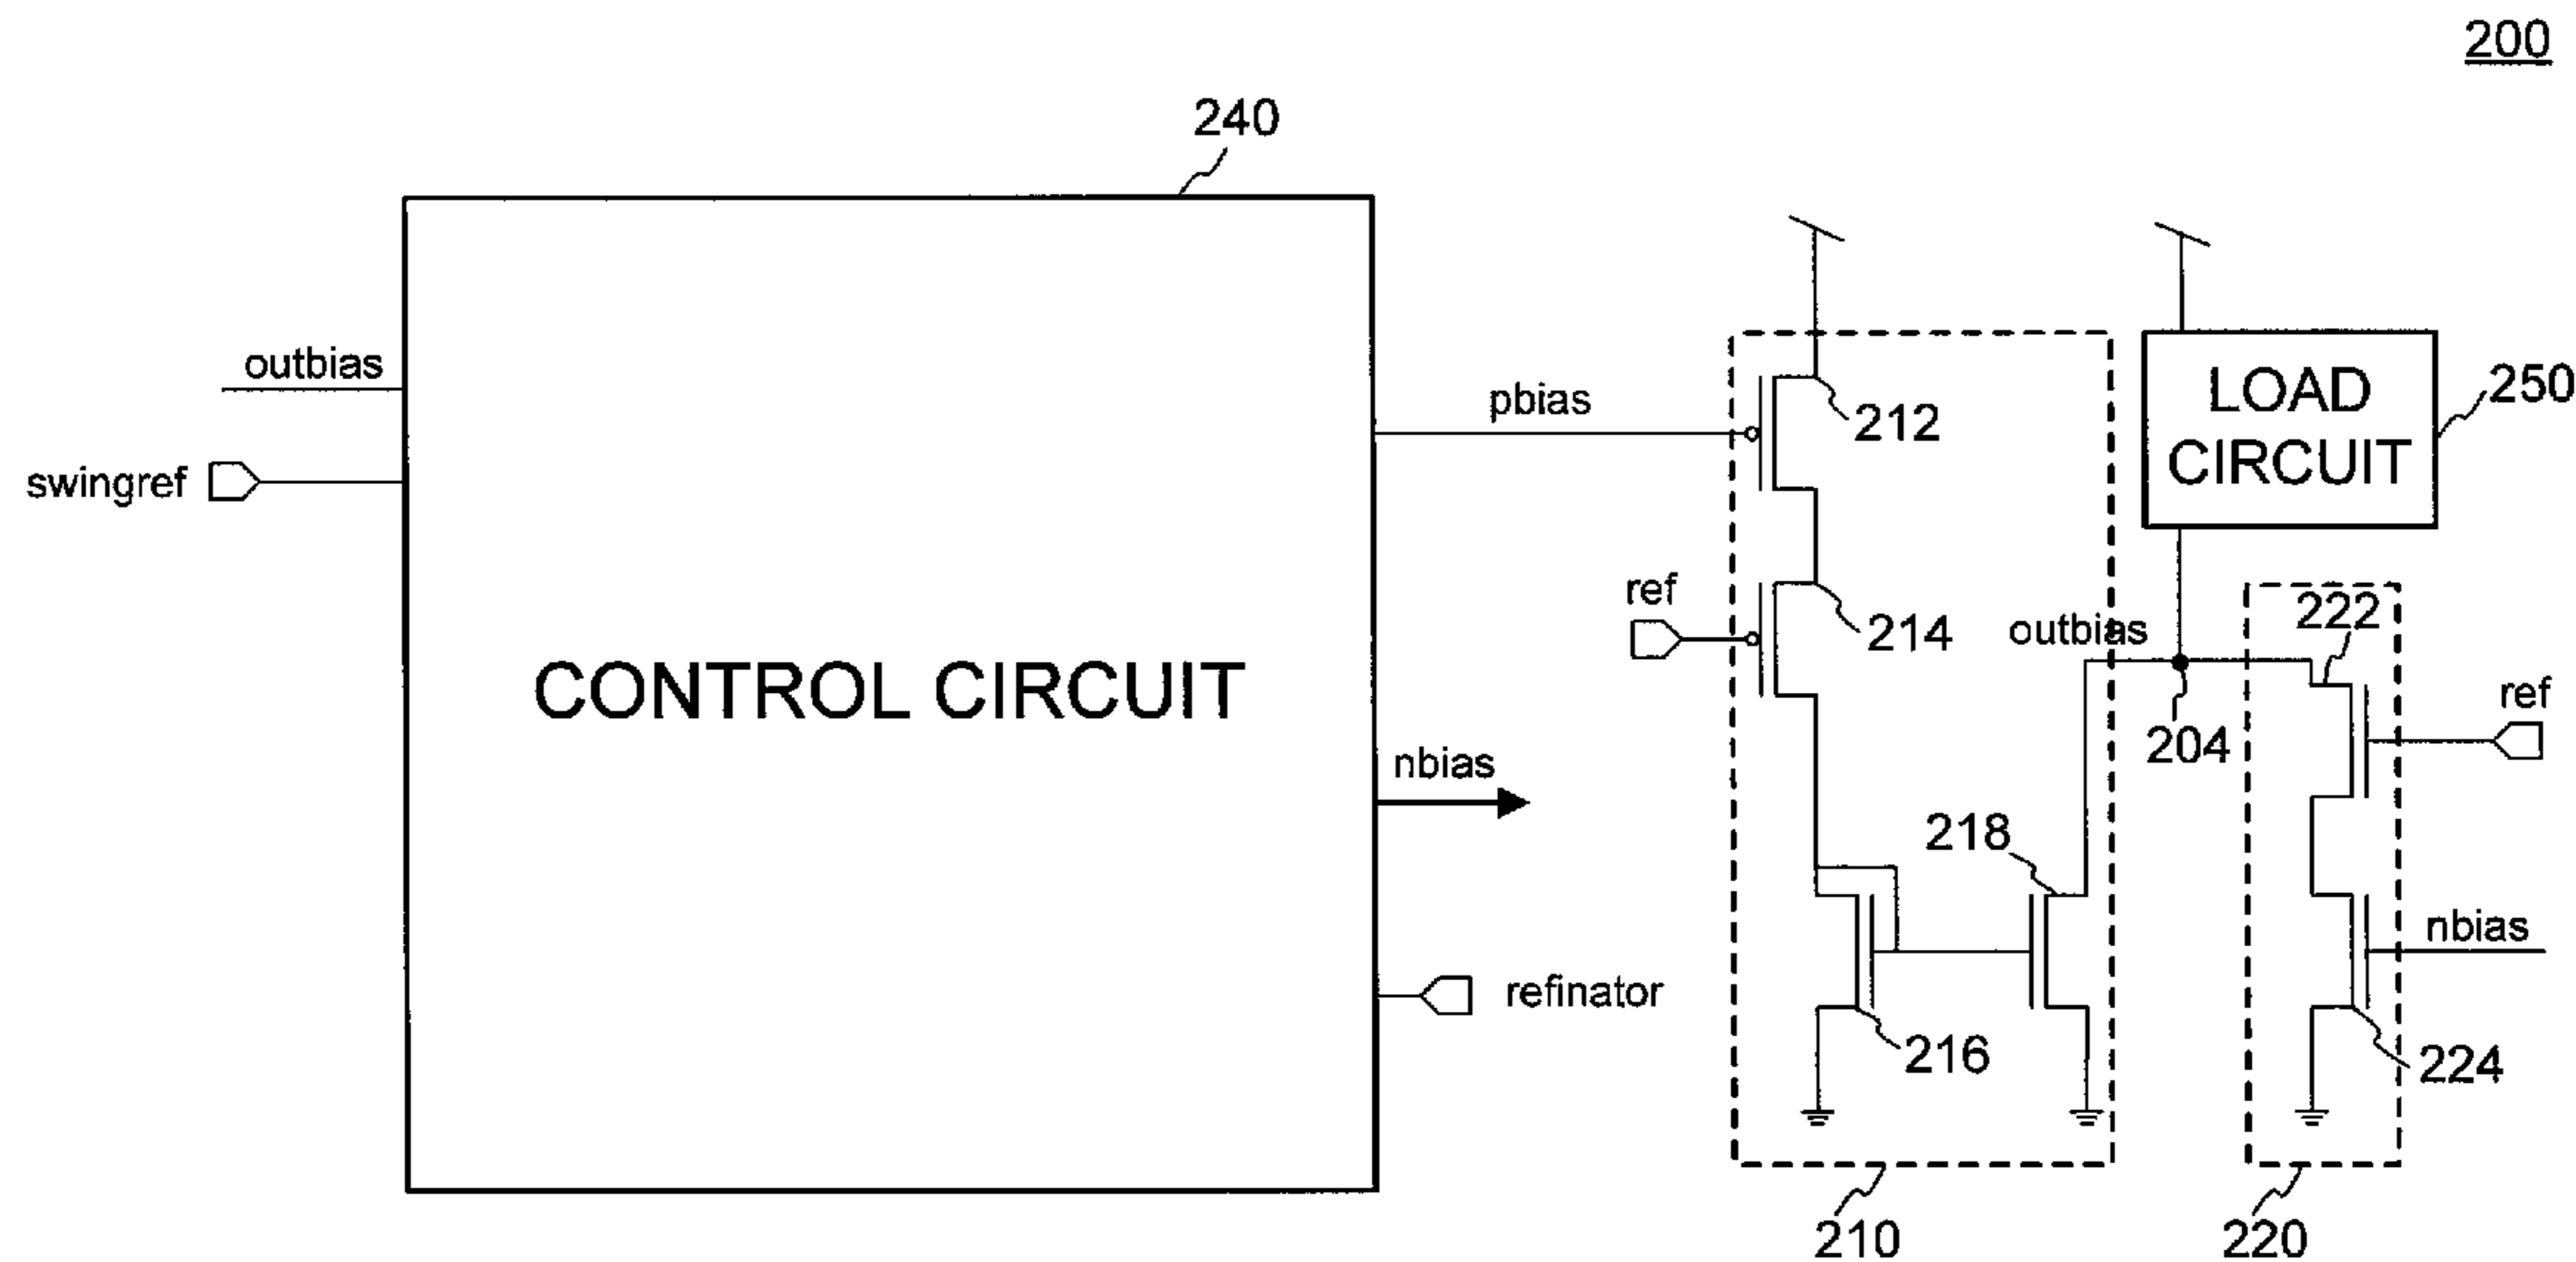 200
240
outbias
swingref
CONTROL CIRCUIT
pbias
nbias
refinator
212
ref
214
LOAD
CIRCUIT
250
outbias
204
222
ref
218
216
nbias
224
210
220